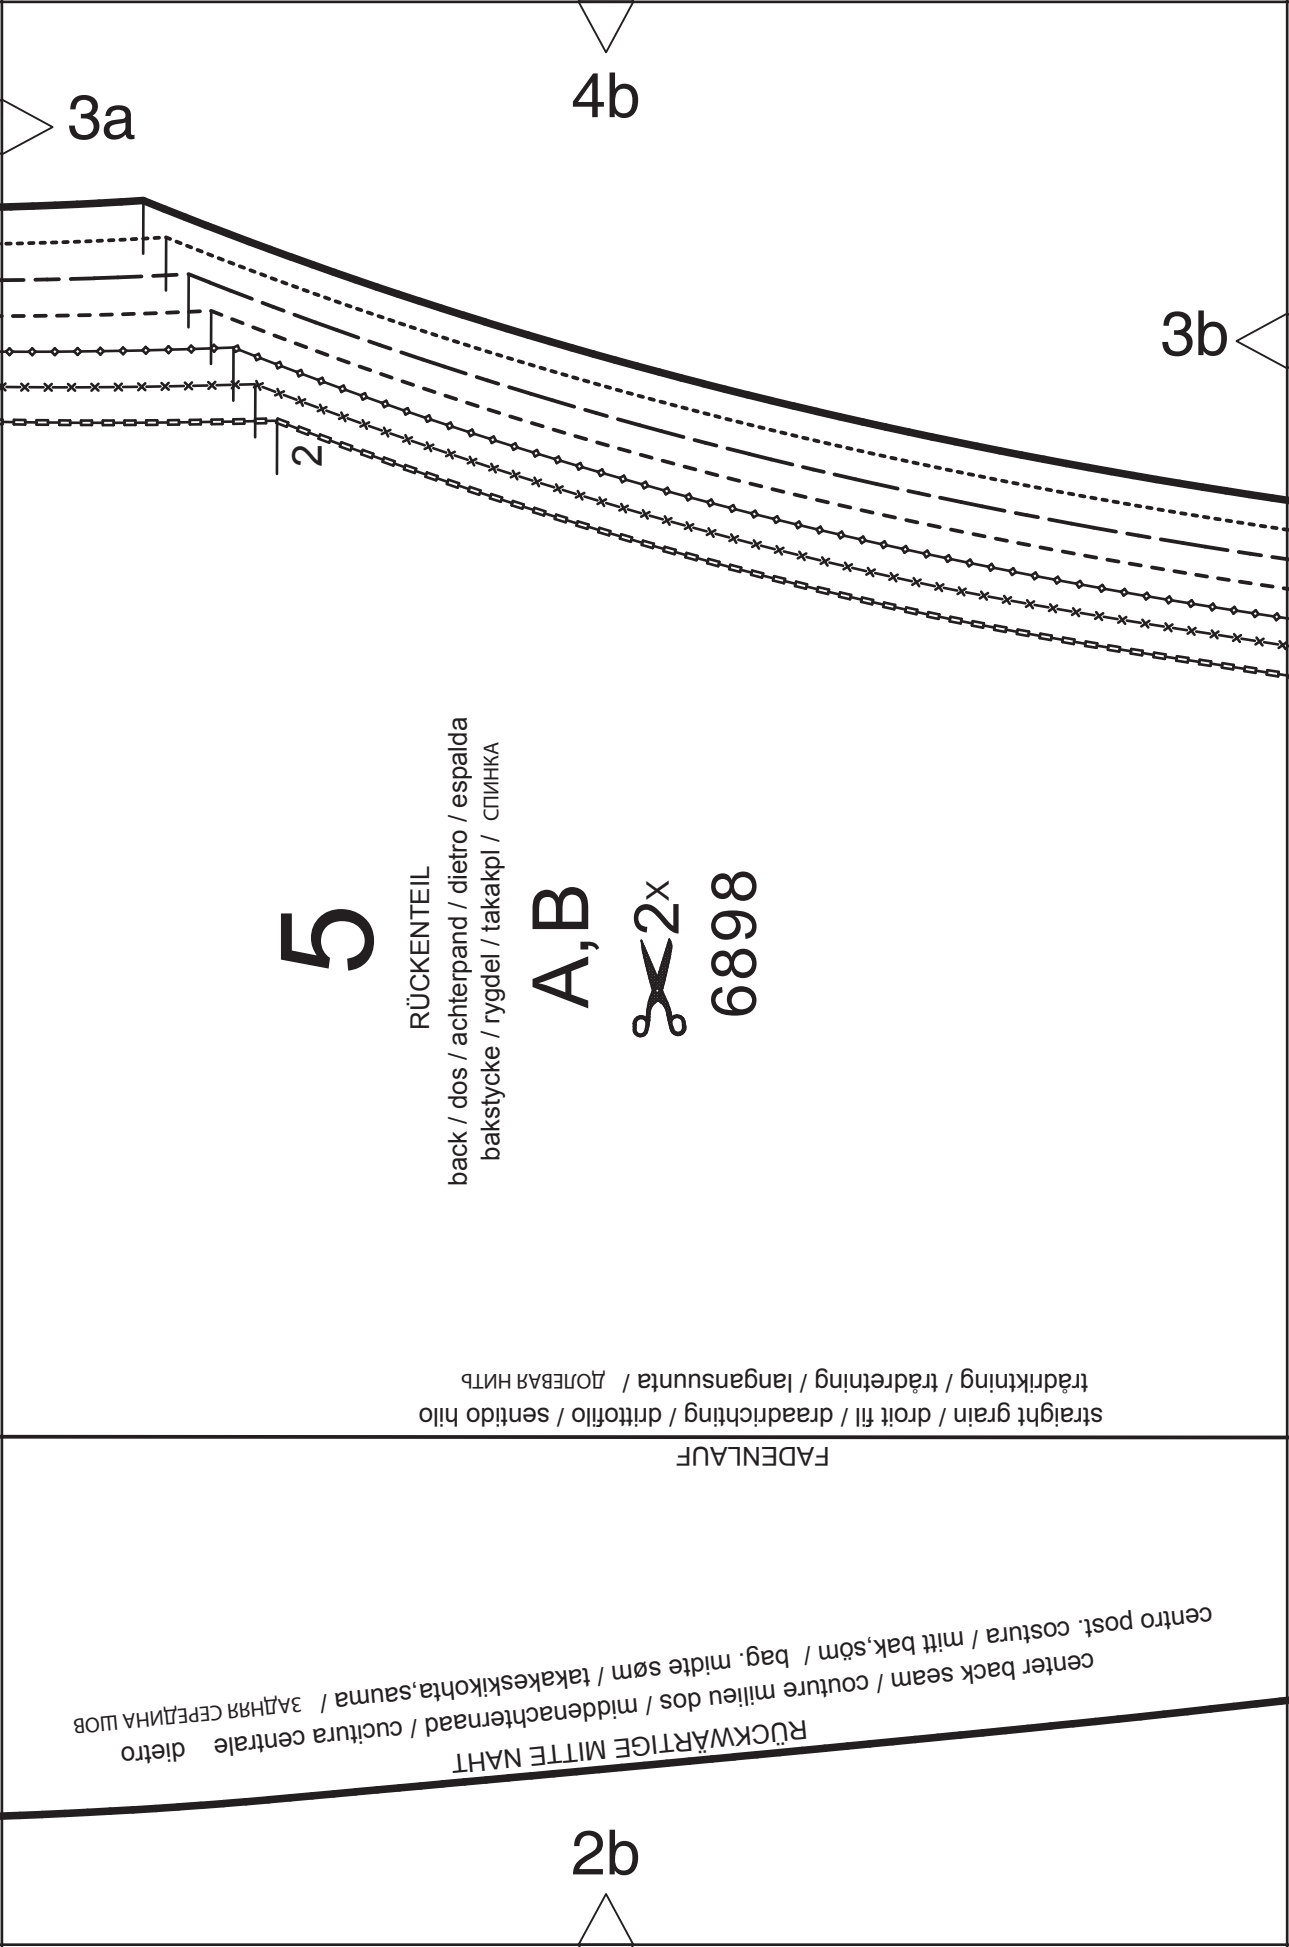 4b
3a
3b
2
5
RÜCKENTEIL
back / dos / achterpand / dietro / espalda
bakstycke / rygdel / takakpl / СПИНКА
A,B
2x
6898
FADENLAUF
straight grain / droit fil / draadrichting / drittofilo / sentido hilo
trådriktning / trådretning / langansuunta / ДОЛЕВАЯ НИТЬ
RÜCKWÄRTIGE MITTE NAHT
center back seam / couture milieu dos / middenachternaad / cucitura centrale dietro
centro post. costura / mitt bak,söm / bag. midte søm / takakeskikohta,sauma / ЗАДНЯЯ СЕРЕДИНА ШОВ
2b